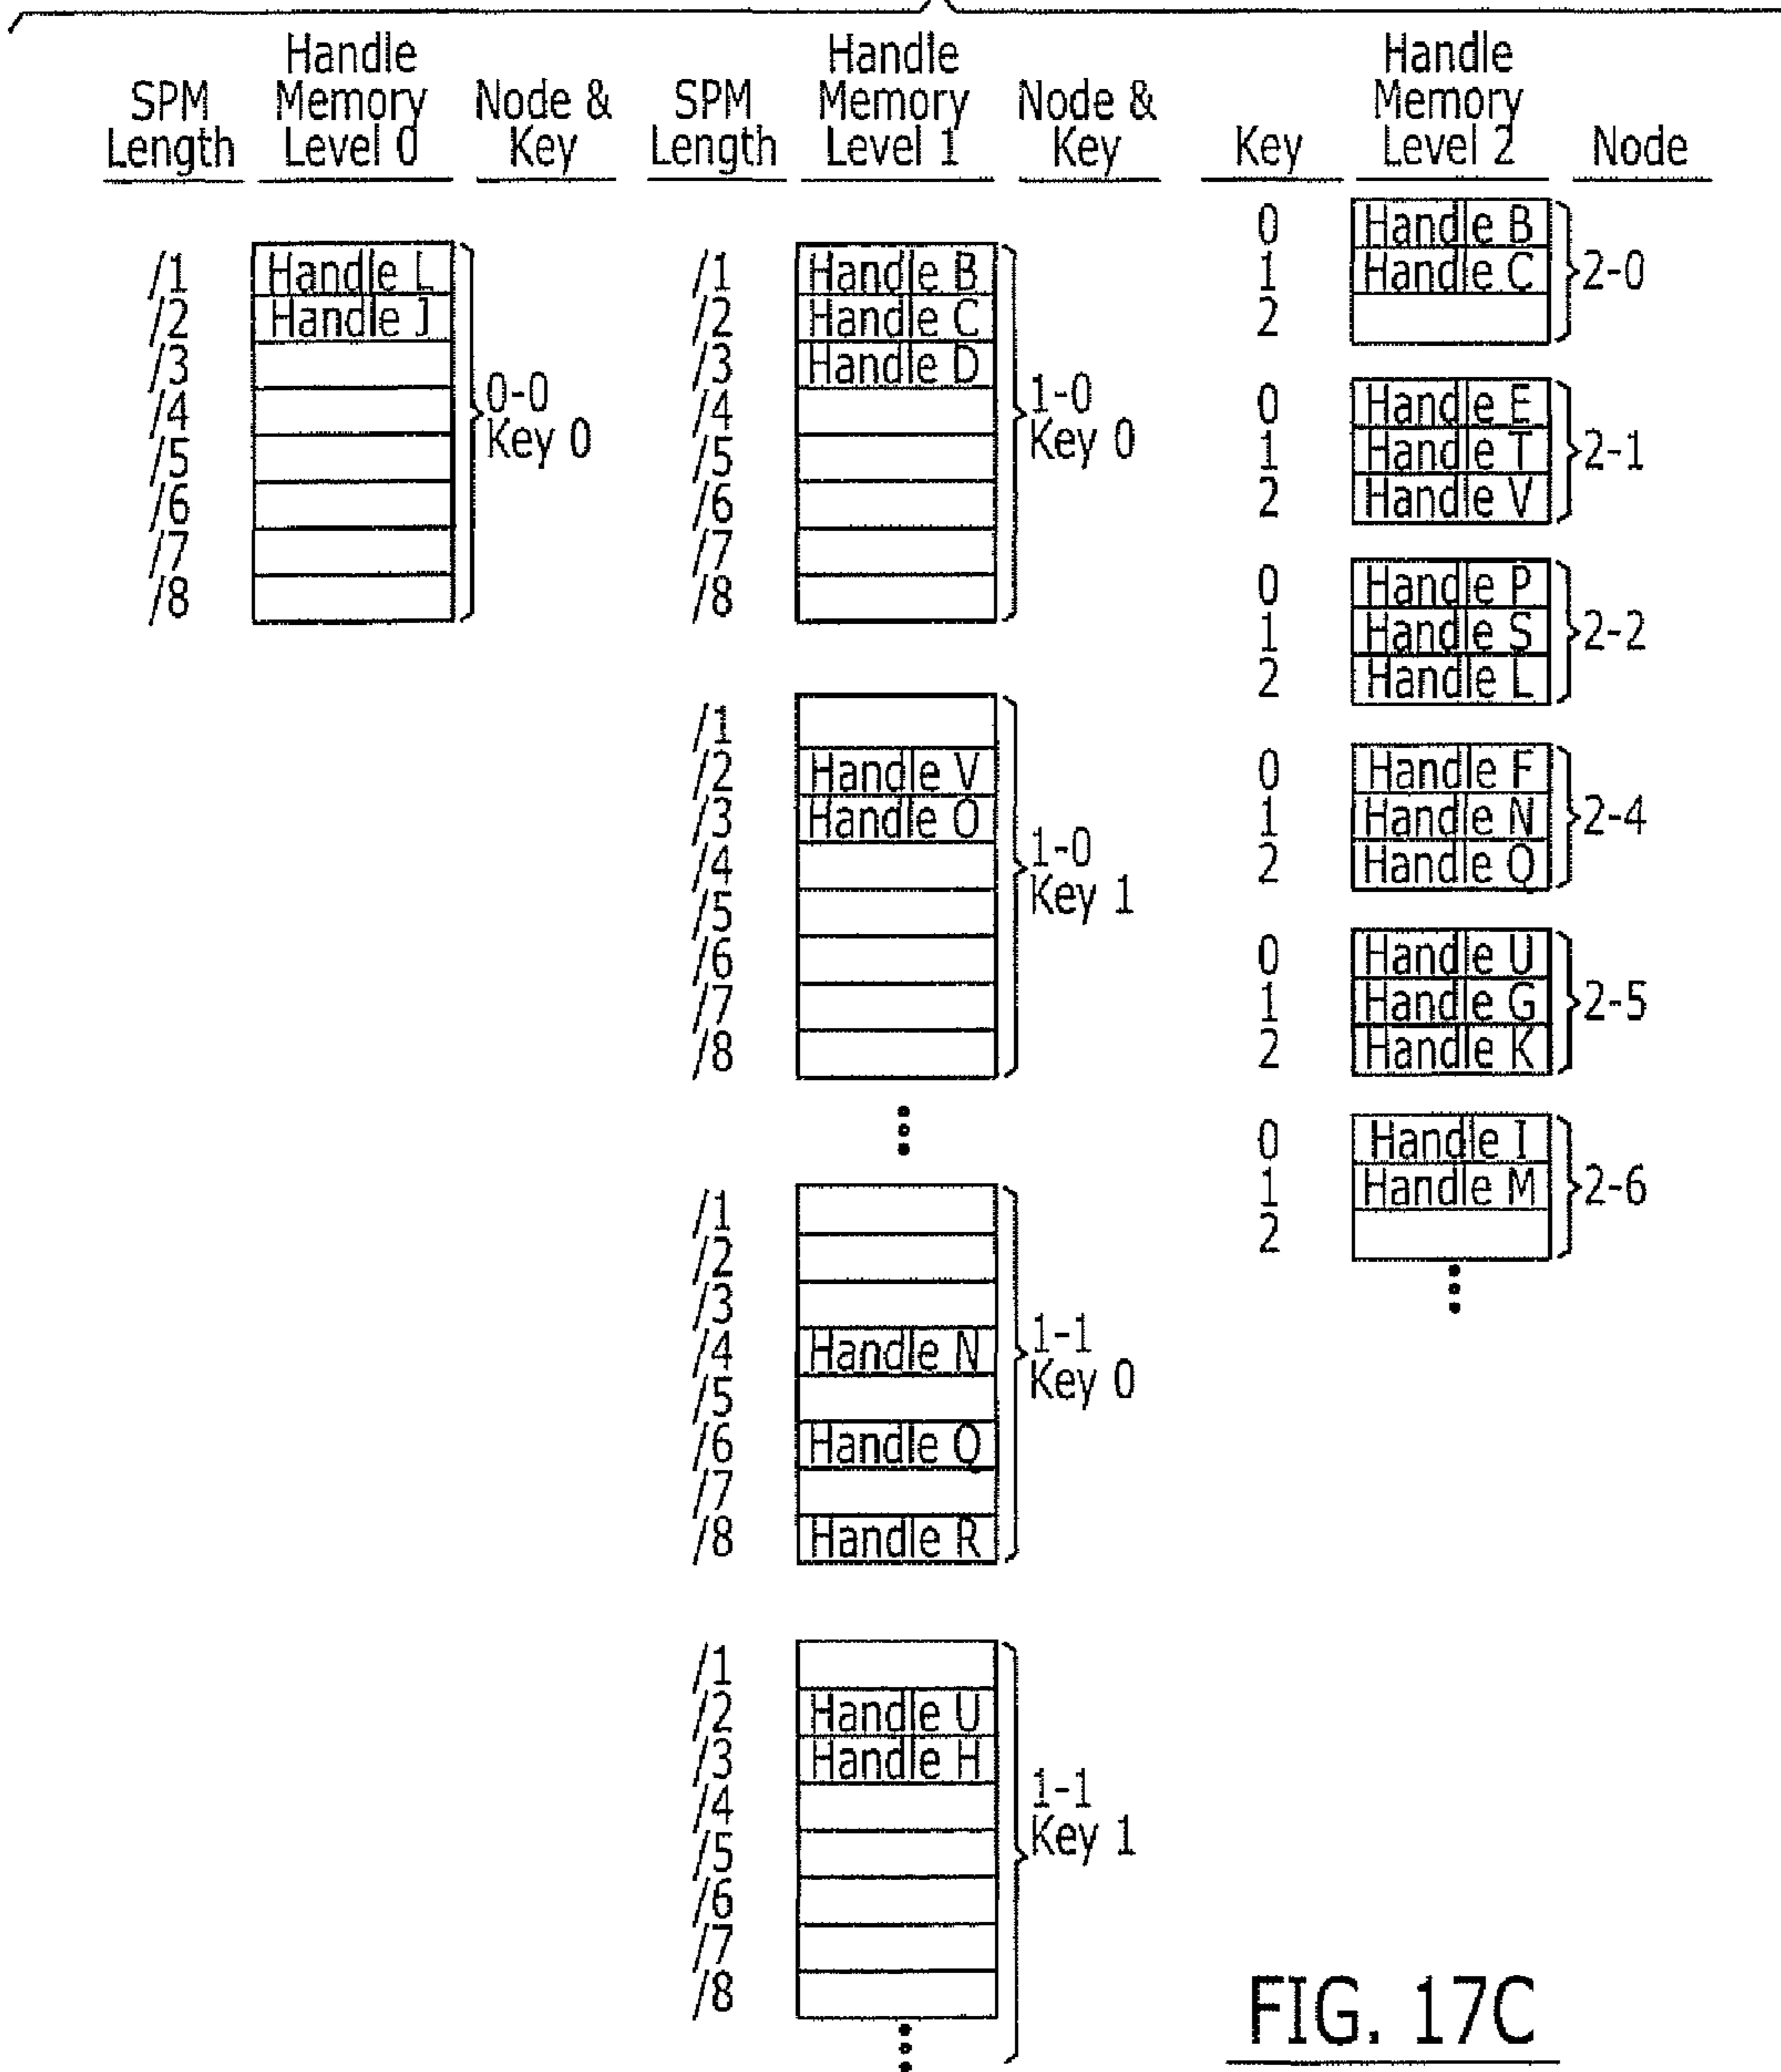 Handle Handle Handle
SPM Memory Node & SPM Memory Node & Memory
Length Level 0 Key Length Level 1 Key Key Level 2 Node
0 Handle B
/1 Handle L /1 Handle B 1 Handle C 2-0
/2 Handle J /2 Handle C 2
/3 /3 Handle D
/4 0-0 /4 1-0 0 Handle E
/5 Key 0 /5 Key 0 1 Handle T 2-1
/6 /6 2 Handle V
/7 /7
/8 /8 0 Handle P
1 Handle S 2-2
2 Handle L
/1
/2 Handle V 0 Handle F
/3 Handle O 1 Handle N 2-4
/4 1-0 2 Handle Q
/5 Key 1
/6 0 Handle U
/7 1 Handle G 2-5
/8 2 Handle K
0 Handle I
/1 1 Handle M 2-6
/2 2
/3
/4 Handle N 1-1
/5 Key 0
/6 Handle Q
/7
/8 Handle R
/1
/2 Handle U
/3 Handle H
/4 1-1
/5 Key 1
/6
/7
/8
FIG. 17C